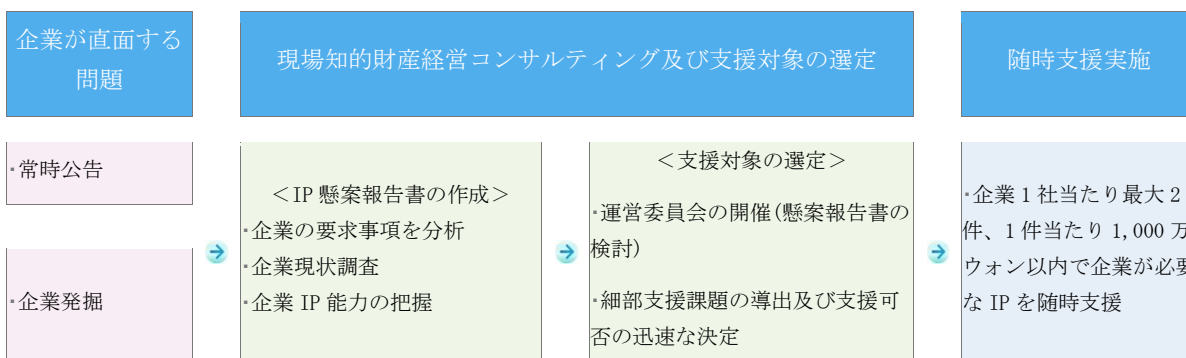 企業が直面する
問題
現場知的財産経営コンサルティング及び支援対象の選定
随時支援実施
・常時公告
・企業発掘
＜IP 懸案報告書の作成＞
・企業の要求事項を分析
・企業現状調査
・企業 IP 能力の把握
＜支援対象の選定＞
・運営委員会の開催(懸案報告書の
検討)
・細部支援課題の導出及び支援可
否の迅速な決定
・企業 1 社当たり最大 2
件、1 件当たり 1,000 万
ウォン以内で企業が必要
な IP を随時支援